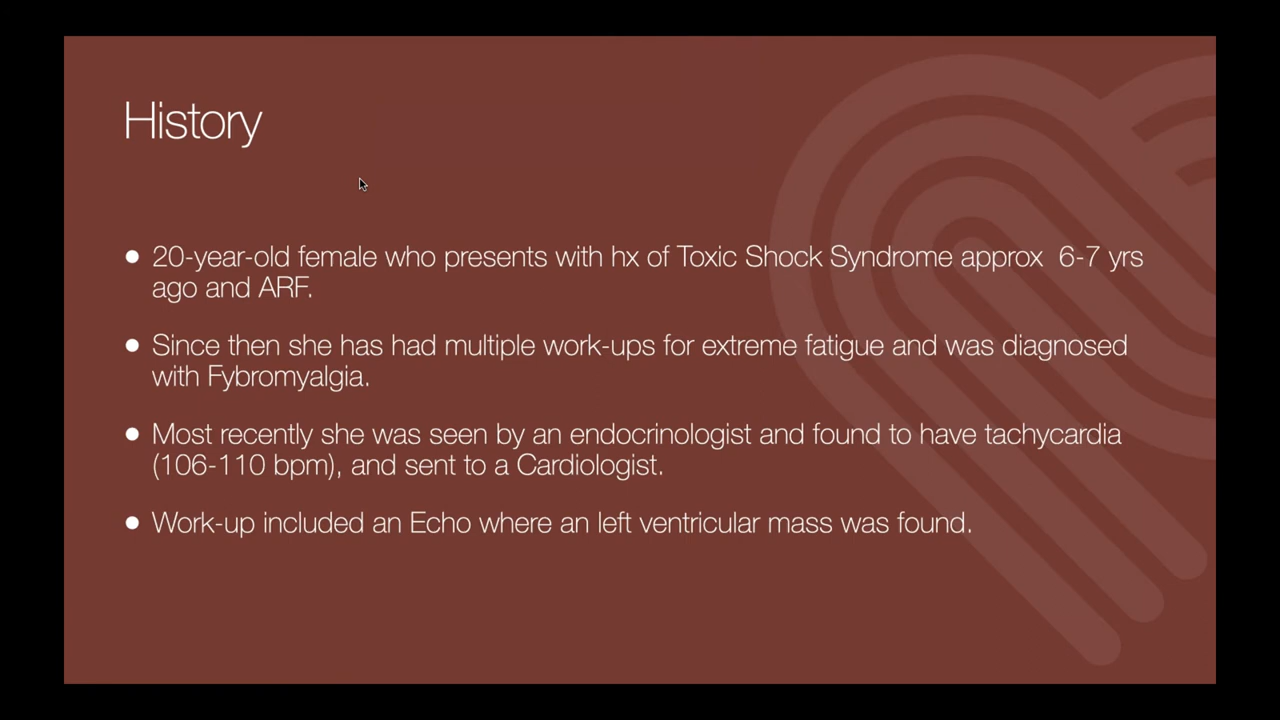 History
● 20-year-old female who presents with hx of Toxic Shock Syndrome approx  6-7 yrs
ago and ARF.
● Since then she has had multiple work-ups for extreme fatigue and was diagnosed
with Fybromyalgia.
● Most recently she was seen by an endocrinologist and found to have tachycardia
(106-110 bpm), and sent to a Cardiologist.
● Work-up included an Echo where an left ventricular mass was found.